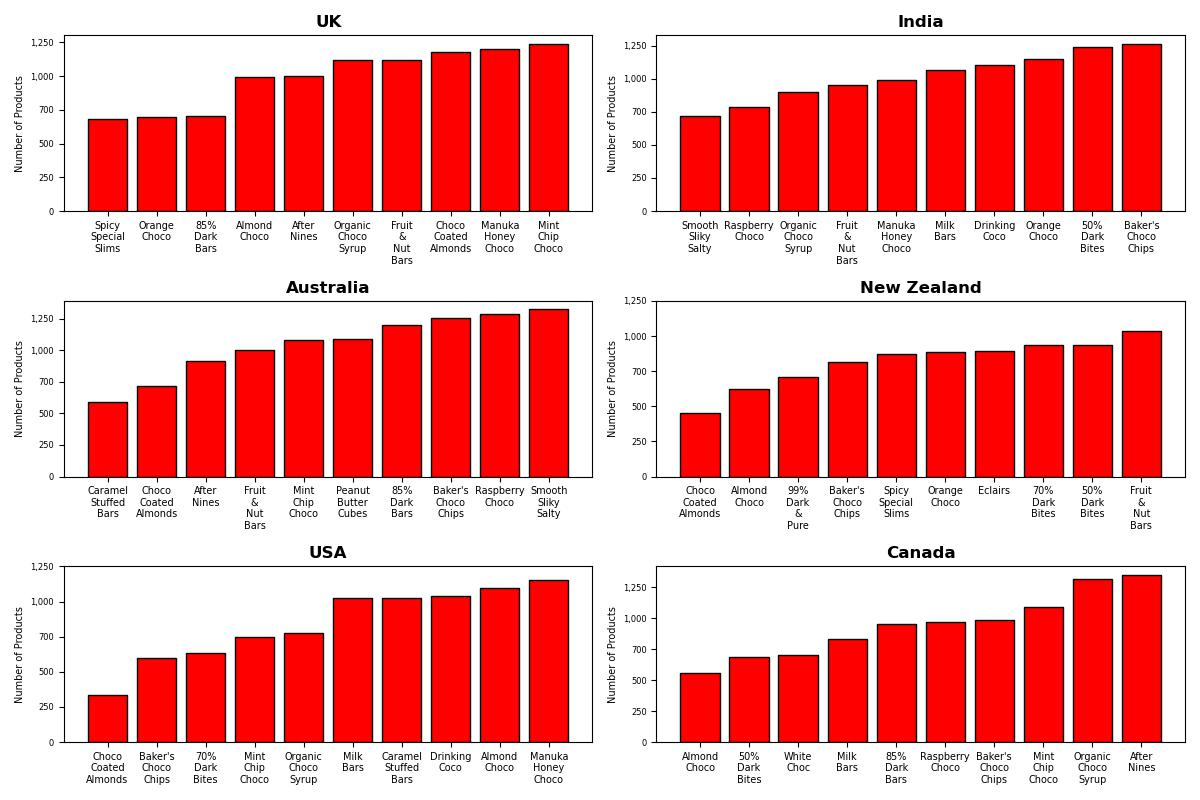 UK
Number of Products
1,250
1,000
700
500
250
0
Spicy
Special
Slims
Orange
Choco
85%
Dark
Bars
Almond
Choco
After
Nines
Organic
Choco
Syrup
Fruit
&
Nut
Bars
Choco
Coated
Almonds
Manuka
Honey
Choco
Mint
Chip
Choco
India
Number of Products
1,250
1,000
700
500
250
0
Smooth
Sliky
Salty
Raspberry
Choco
Organic
Choco
Syrup
Fruit
&
Nut
Bars
Manuka
Honey
Choco
Milk
Bars
Drinking
Coco
Orange
Choco
50%
Dark
Bites
Baker's
Choco
Chips
Australia
Number of Products
1,250
1,000
700
500
250
0
Caramel
Stuffed
Bars
Choco
Coated
Almonds
After
Nines
Fruit
&
Nut
Bars
Mint
Chip
Choco
Peanut
Butter
Cubes
85%
Dark
Bars
Baker's
Choco
Chips
Raspberry
Choco
Smooth
Sliky
Salty
New Zealand
Number of Products
1,250
1,000
700
500
250
0
Choco
Coated
Almonds
Almond
Choco
99%
Dark
&
Pure
Baker's
Choco
Chips
Spicy
Special
Slims
Orange
Choco
Eclairs
70%
Dark
Bites
50%
Dark
Bites
Fruit
&
Nut
Bars
USA
Number of Products
1,250
1,000
700
500
250
0
Choco
Coated
Almonds
Baker's
Choco
Chips
70%
Dark
Bites
Mint
Chip
Choco
Organic
Choco
Syrup
Milk
Bars
Caramel
Stuffed
Bars
Drinking
Coco
Almond
Choco
Manuka
Honey
Choco
Canada
Number of Products
1,250
1,000
700
500
250
0
Almond
Choco
50%
Dark
Bites
White
Choc
Milk
Bars
85%
Dark
Bars
Raspberry
Choco
Baker's
Choco
Chips
Mint
Chip
Choco
Organic
Choco
Syrup
After
Nines